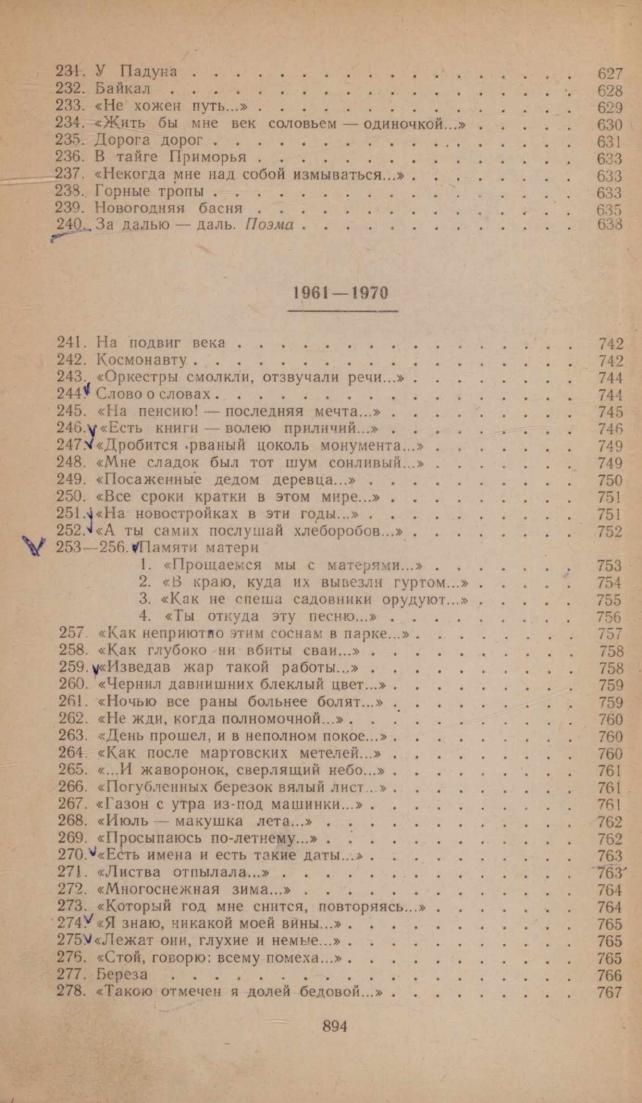 231. У Падуна . . . . . . . . . . . . . . . . . . 627
232. Байкал . . . . . . . . . . . . . . . . . . 628
233. «Не хожен путь...» . . . . . . . . . . . . . . 629
234. «Жить бы мне век соловьем — одиночкой...» . . . . . 630
235. Дорога дорог . . . . . . . . . . . . . . . . 631
236. В тайге Приморья . . . . . . . . . . . . . . 633
237. «Некогда мне над собой измываться...» . . . . . . . 633
238. Горные тропы . . . . . . . . . . . . . . . . 633
239. Новогодняя басня . . . . . . . . . . . . . . 635
240. За далью — даль. Поэма . . . . . . . . . . . . 638
1961—1970
241. На подвиг века . . . . . . . . . . . . . . . 742
242. Космонавту . . . . . . . . . . . . . . . . . 742
243. «Оркестры смолкли, отзвучали речи...» . . . . . . . 744
244. Слово о словах . . . . . . . . . . . . . . . . 744
245. «На пенсию! — последняя мечта...» . . . . . . . . 745
246. «Есть книги — волею приличий...» . . . . . . . . 746
247. «Дробится рваный цоколь монумента...» . . . . . . 749
248. «Мне сладок был тот шум сонливый...» . . . . . . 749
249. «Посаженные дедом деревца...» . . . . . . . . . 750
250. «Все сроки кратки в этом мире...» . . . . . . . . 751
251. «На новостройках в эти годы...» . . . . . . . . . 751
252. «А ты самих послушай хлеборобов...» . . . . . . . 752
253—256. Памяти матери
1. «Прощаемся мы с матерями...» . . . . . . 753
2. «В краю, куда их вывезли гуртом...» . . . . . 754
3. «Как не спеша садовники орудуют...» . . . . . 755
4. «Ты откуда эту песню...» . . . . . . . . . 756
257. «Как неприютно этим соснам в парке...» . . . . . . 757
258. «Как глубоко ни вбиты сваи...» . . . . . . . . . 758
259. «Изведав жар такой работы...» . . . . . . . . . 758
260. «Чернил давнишних блеклый цвет...» . . . . . . . . 759
261. «Ночью все раны больнее болят...» . . . . . . . . 759
262. «Не жди, когда полномочной...» . . . . . . . . . 760
263. «День прошел, и в неполном покое...» . . . . . . . 760
264. «Как после мартовских метелей...» . . . . . . . . 760
265. «...И жаворонок, сверлящий небо...» . . . . . . . . 761
266. «Погубленных березок вялый лист...» . . . . . . . . 761
267. «Газон с утра из-под машинки...» . . . . . . . . . 761
268. «Июль — макушка лета...» . . . . . . . . . . . 762
269. «Просыпаюсь по-летнему...» . . . . . . . . . . . 762
270. «Есть имена и есть такие даты...» . . . . . . . . . 763
271. «Листва отпылала...» . . . . . . . . . . . . . 763
272. «Многоснежная зима...» . . . . . . . . . . . . 764
273. «Который год мне снится, повторяясь...» . . . . . . 764
274. «Я знаю, никакой моей вины...» . . . . . . . . . 765
275. «Лежат они, глухие и немые...» . . . . . . . . . 765
276. «Стой, говорю: всему помеха...» . . . . . . . . . 765
277. Береза . . . . . . . . . . . . . . . . . . 766
278. «Такою отмечен я долей бедовой...» . . . . . . . . 767
894